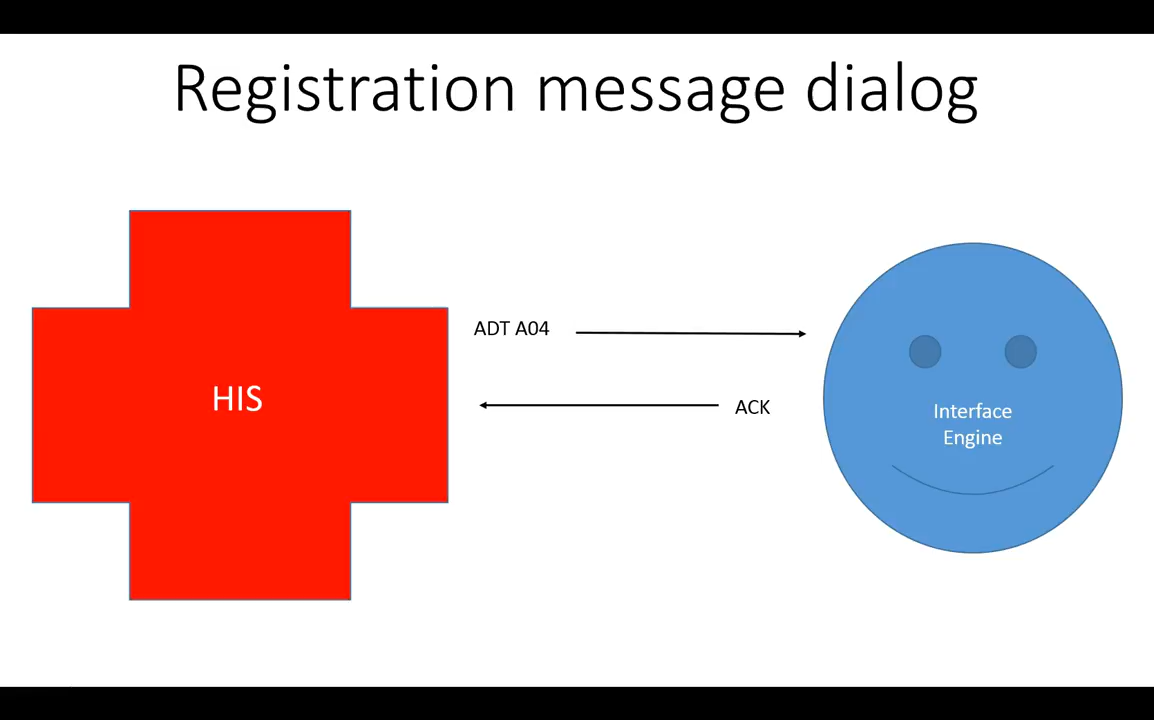 Registration message dialog
ADT A04
HIS
ACK
Interface
Engine